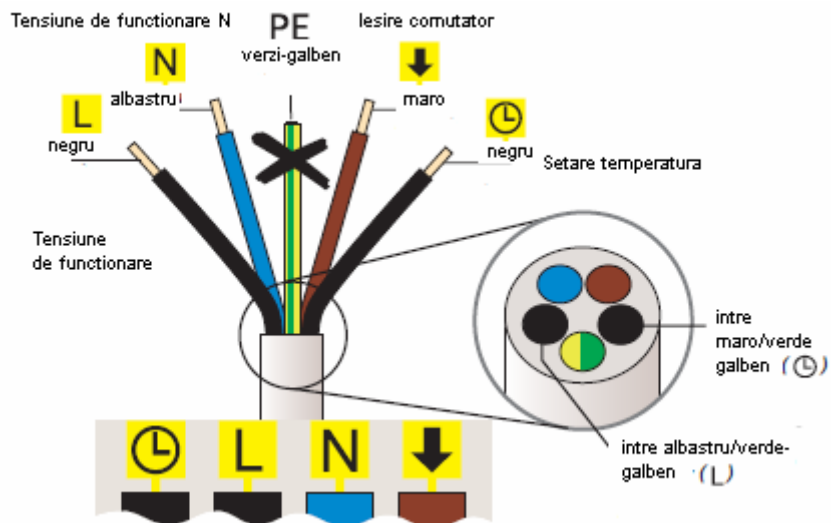 Tensiune de functionare N
PE
verzi-galben
Iesire comutator
N
albastru
maro
L
negru
negru
Setare temperatura
Tensiune
de functionare
intre
maro/verde
galben ( )
intre albastru/verde-
galben (L)
L N